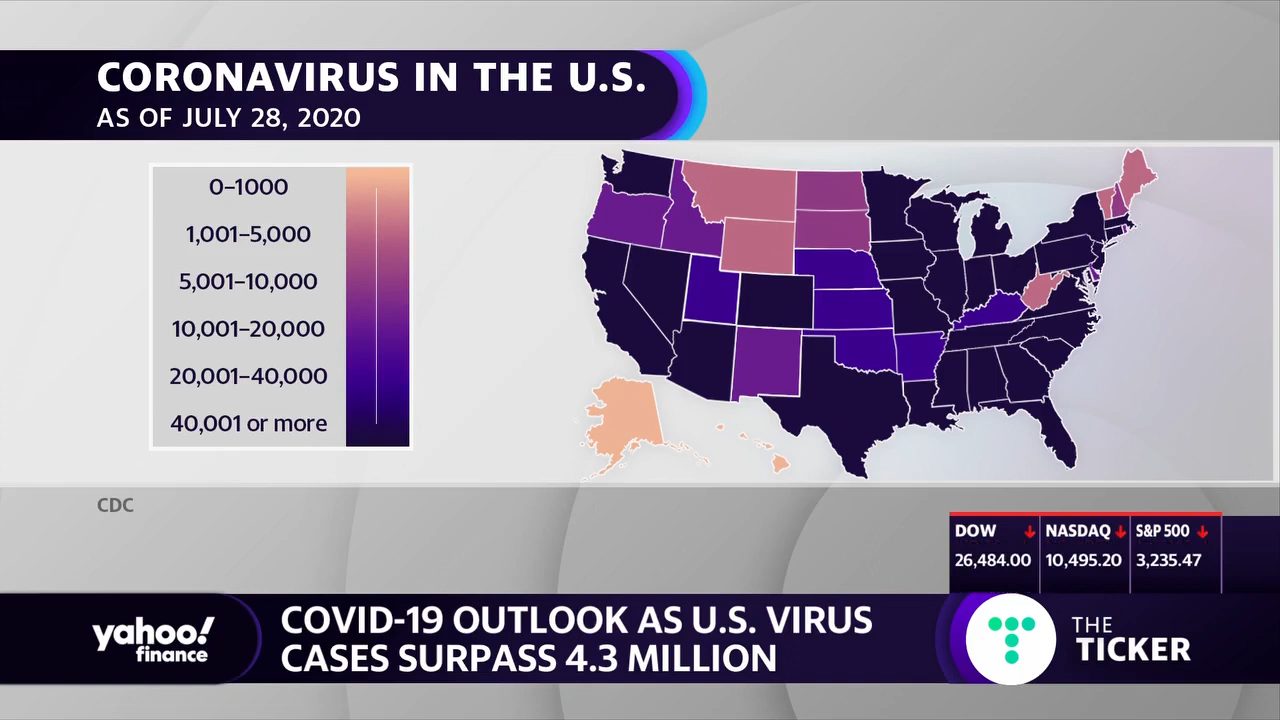 CORONAVIRUS IN THE U.S.
AS OF JULY 28, 2020
0–1000
1,001–5,000
5,001–10,000
10,001–20,000
20,001–40,000
40,001 or more
CDC
DOW NASDAQ S&P 500
26,484.00 10,495.20 3,235.47
yahoo!
finance
COVID-19 OUTLOOK AS U.S. VIRUS
CASES SURPASS 4.3 MILLION
THE
TICKER